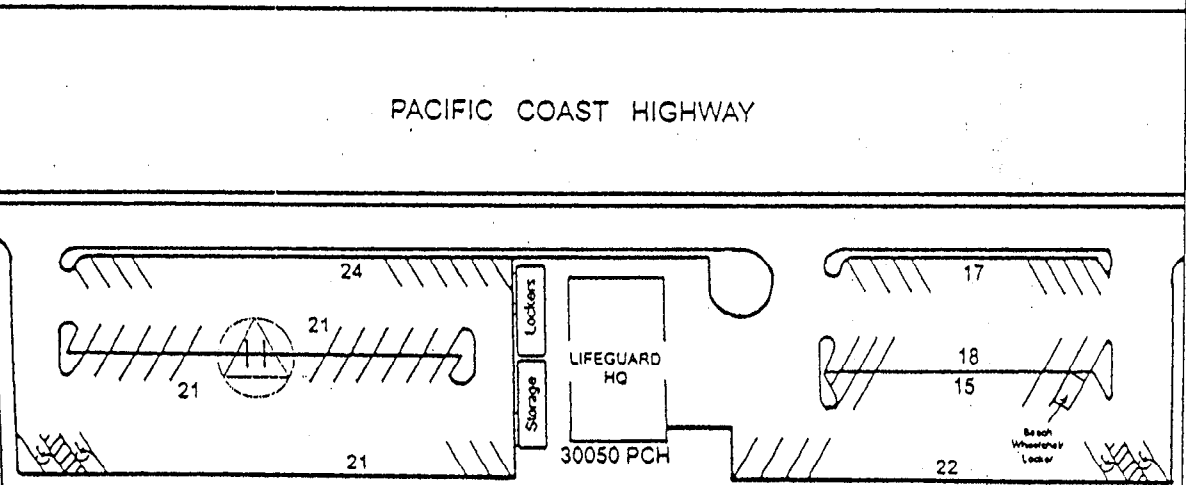 PACIFIC COAST HIGHWAY
24
17
21
11
21
Lockers
Storage
LIFEGUARD
HQ
30050 PCH
18
15
Beach
Wheelchair
Locker
21
22